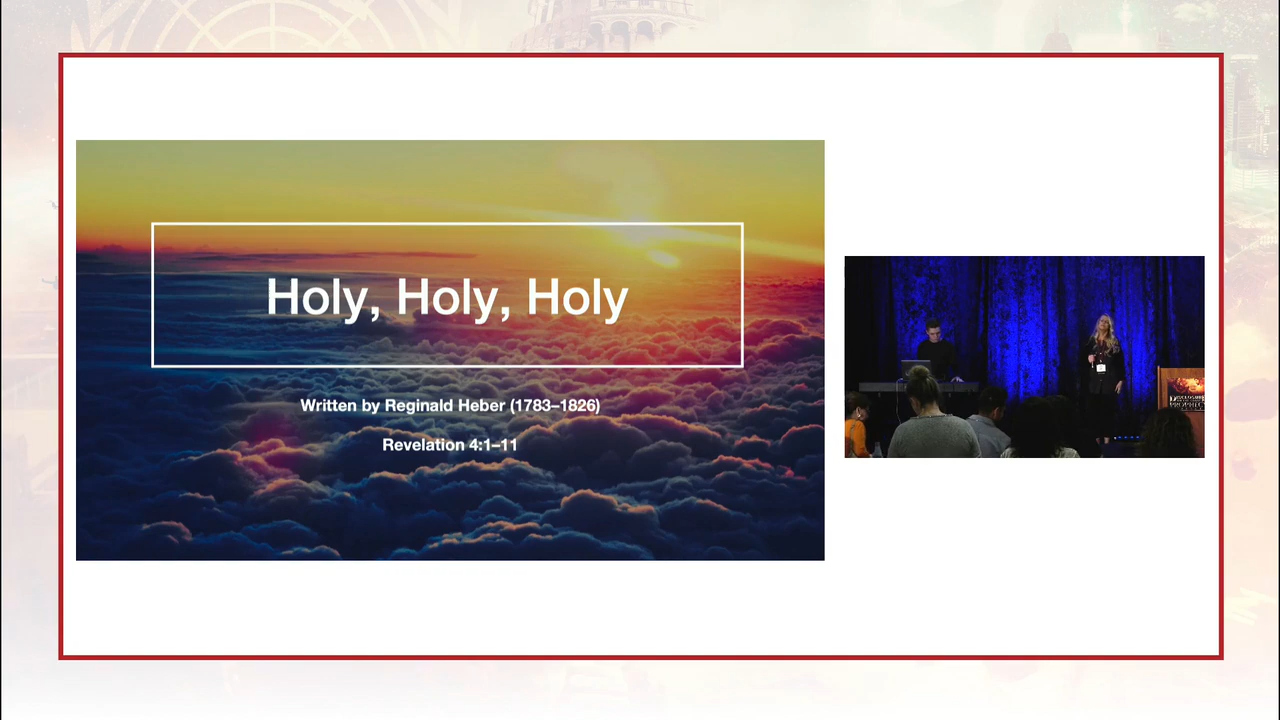 Holy, Holy, Holy
Written by Reginald Heber (1783–1826)
Revelation 4:1–11